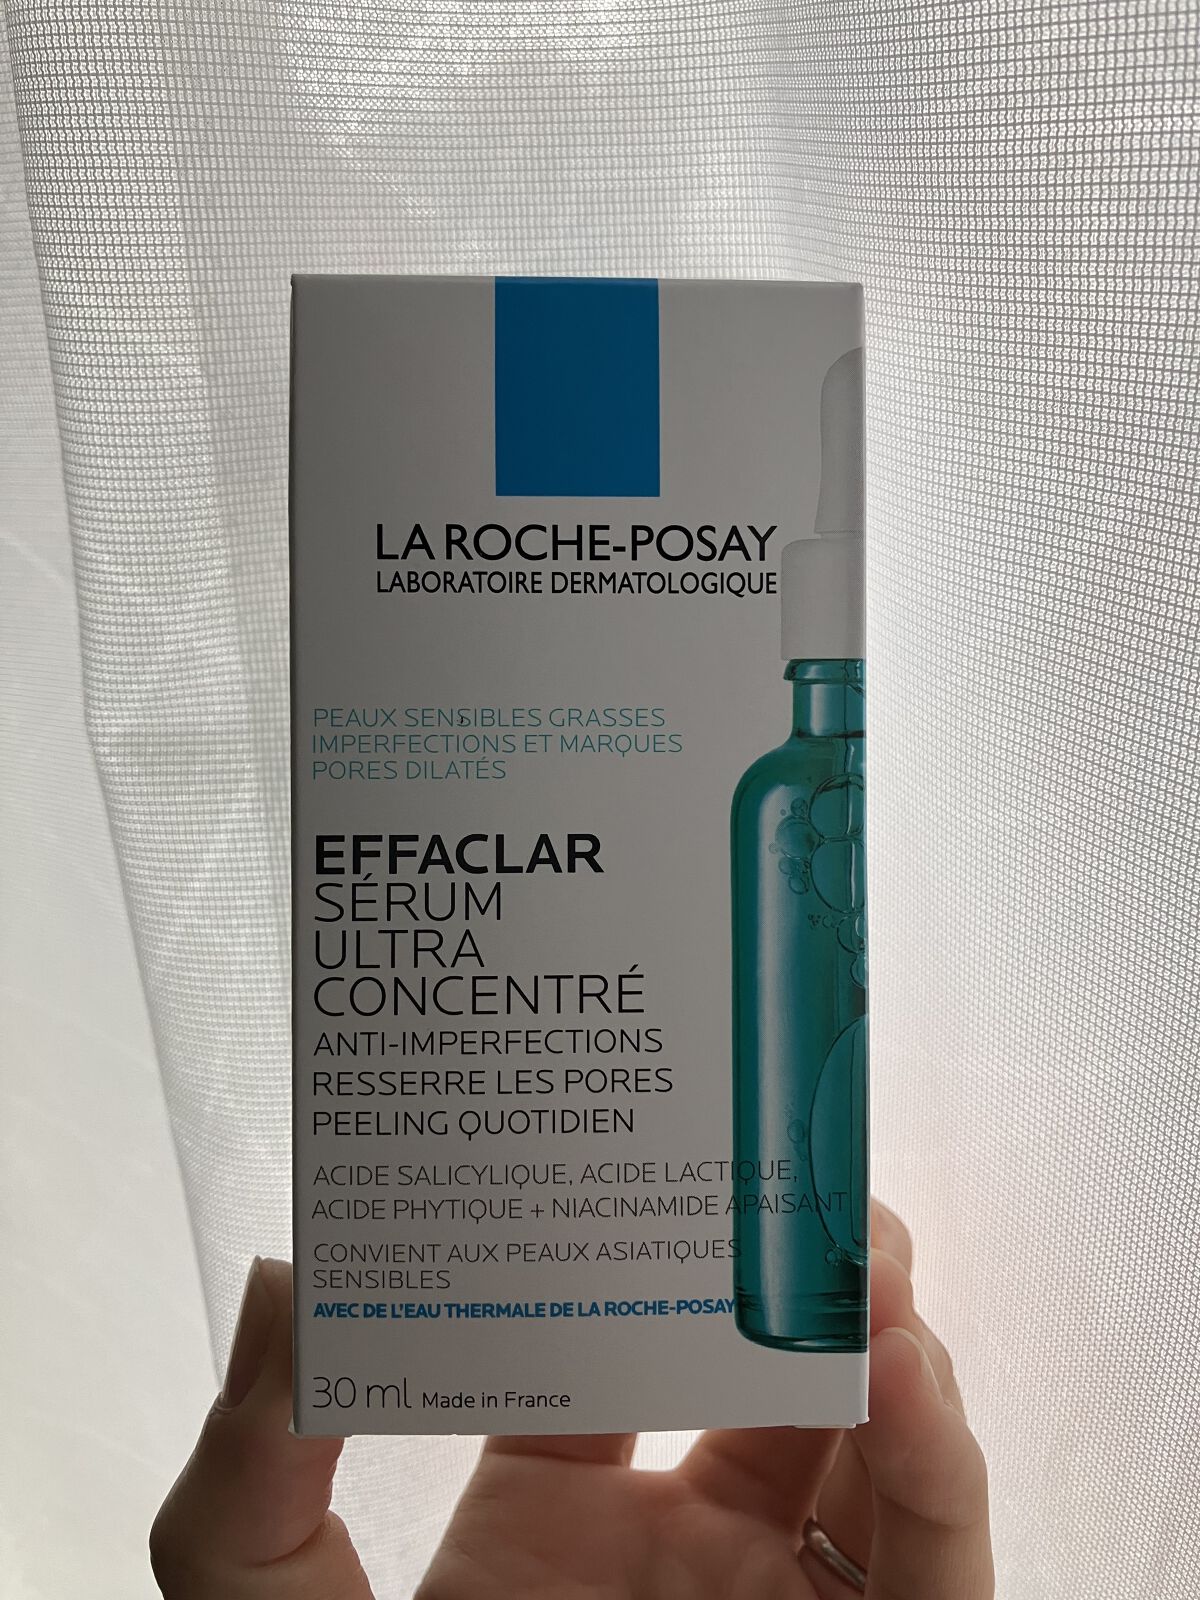 LA ROCHE-POSAY
LABORATOIRE DERMATOLOGIQUE
PEAUX SENSIBLES GRASSES
IMPERFECTIONS ET MARQUES
PORES DILATÉS
EFFACLAR
SÉRUM
ULTRA
CONCENTRÉ
ANTI-IMPERFECTIONS
RESSERRE LES PORES
PEELING QUOTIDIEN
ACIDE SALICYLIQUE, ACIDE LACTIQUE,
ACIDE PHYTIQUE + NIACINAMIDE APAISANT
CONVIENT AUX PEAUX ASIATIQUES
SENSIBLES
AVEC DE L'EAU THERMALE DE LA ROCHE-POSAY
30 ml Made in France